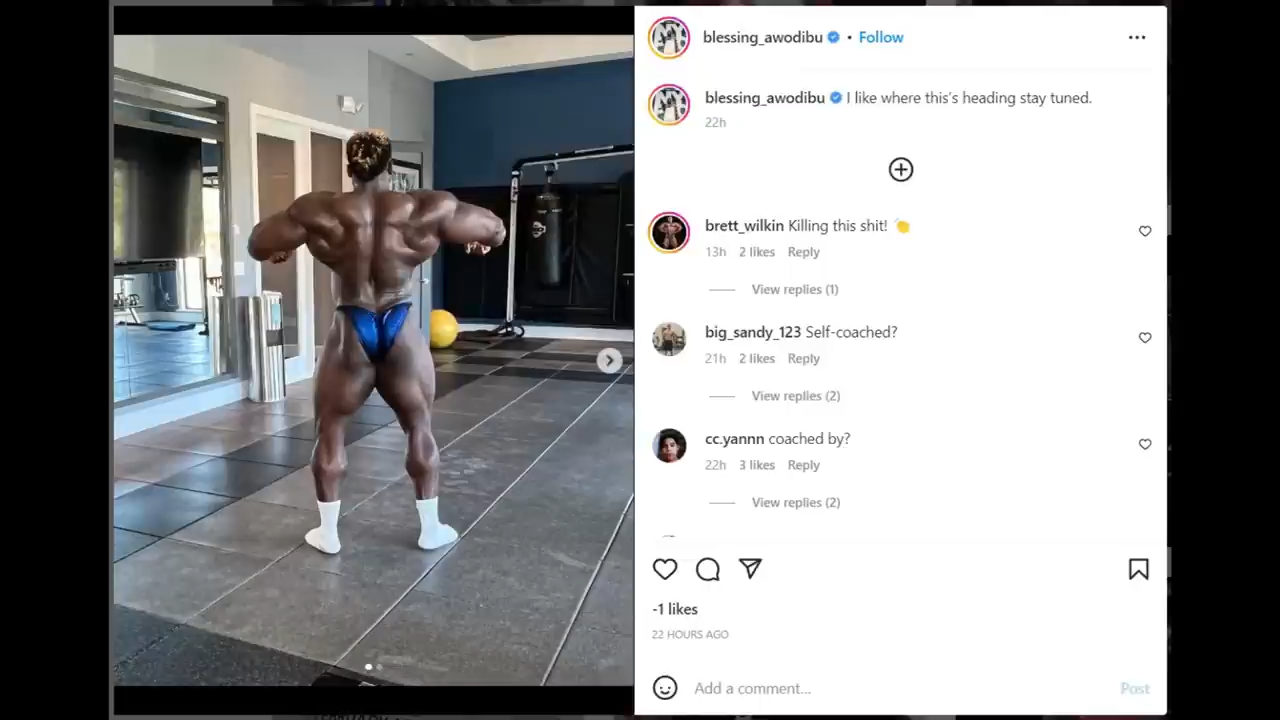 blessing_awodibu • Follow
blessing_awodibu I like where this's heading stay tuned.
22h
brett_wilkin Killing this shit! 👏
13h 2 likes Reply
View replies (1)
big_sandy_123 Self-coached?
21h 2 likes Reply
View replies (2)
cc.yannn coached by?
22h 3 likes Reply
View replies (2)
-1 likes
22 HOURS AGO
Add a comment...
Post